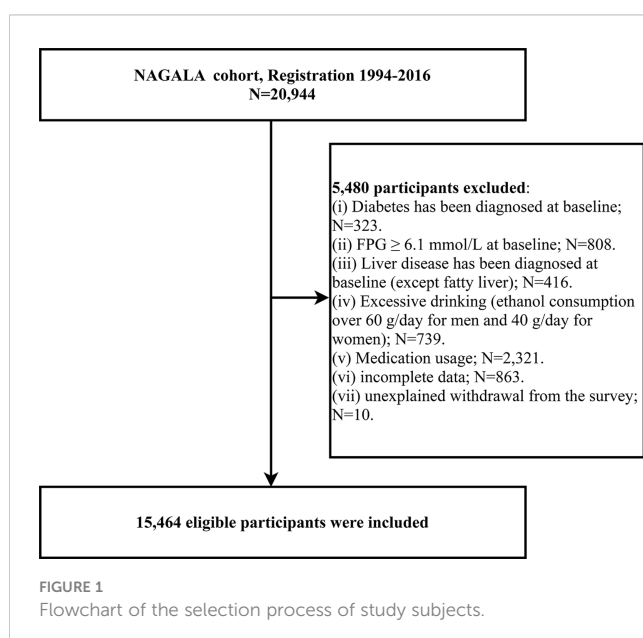 NAGALA cohort, Registration 1994-2016
N=20,944
5,480 participants excluded:
(i) Diabetes has been diagnosed at baseline;
N=323.
(ii) FPG ≥ 6.1 mmol/L at baseline; N=808.
(iii) Liver disease has been diagnosed at
baseline (except fatty liver); N=416.
(iv) Excessive drinking (ethanol consumption
over 60 g/day for men and 40 g/day for
women); N=739.
(v) Medication usage; N=2,321.
(vi) incomplete data; N=863.
(vii) unexplained withdrawal from the survey;
N=10.
15,464 eligible participants were included
FIGURE 1
Flowchart of the selection process of study subjects.